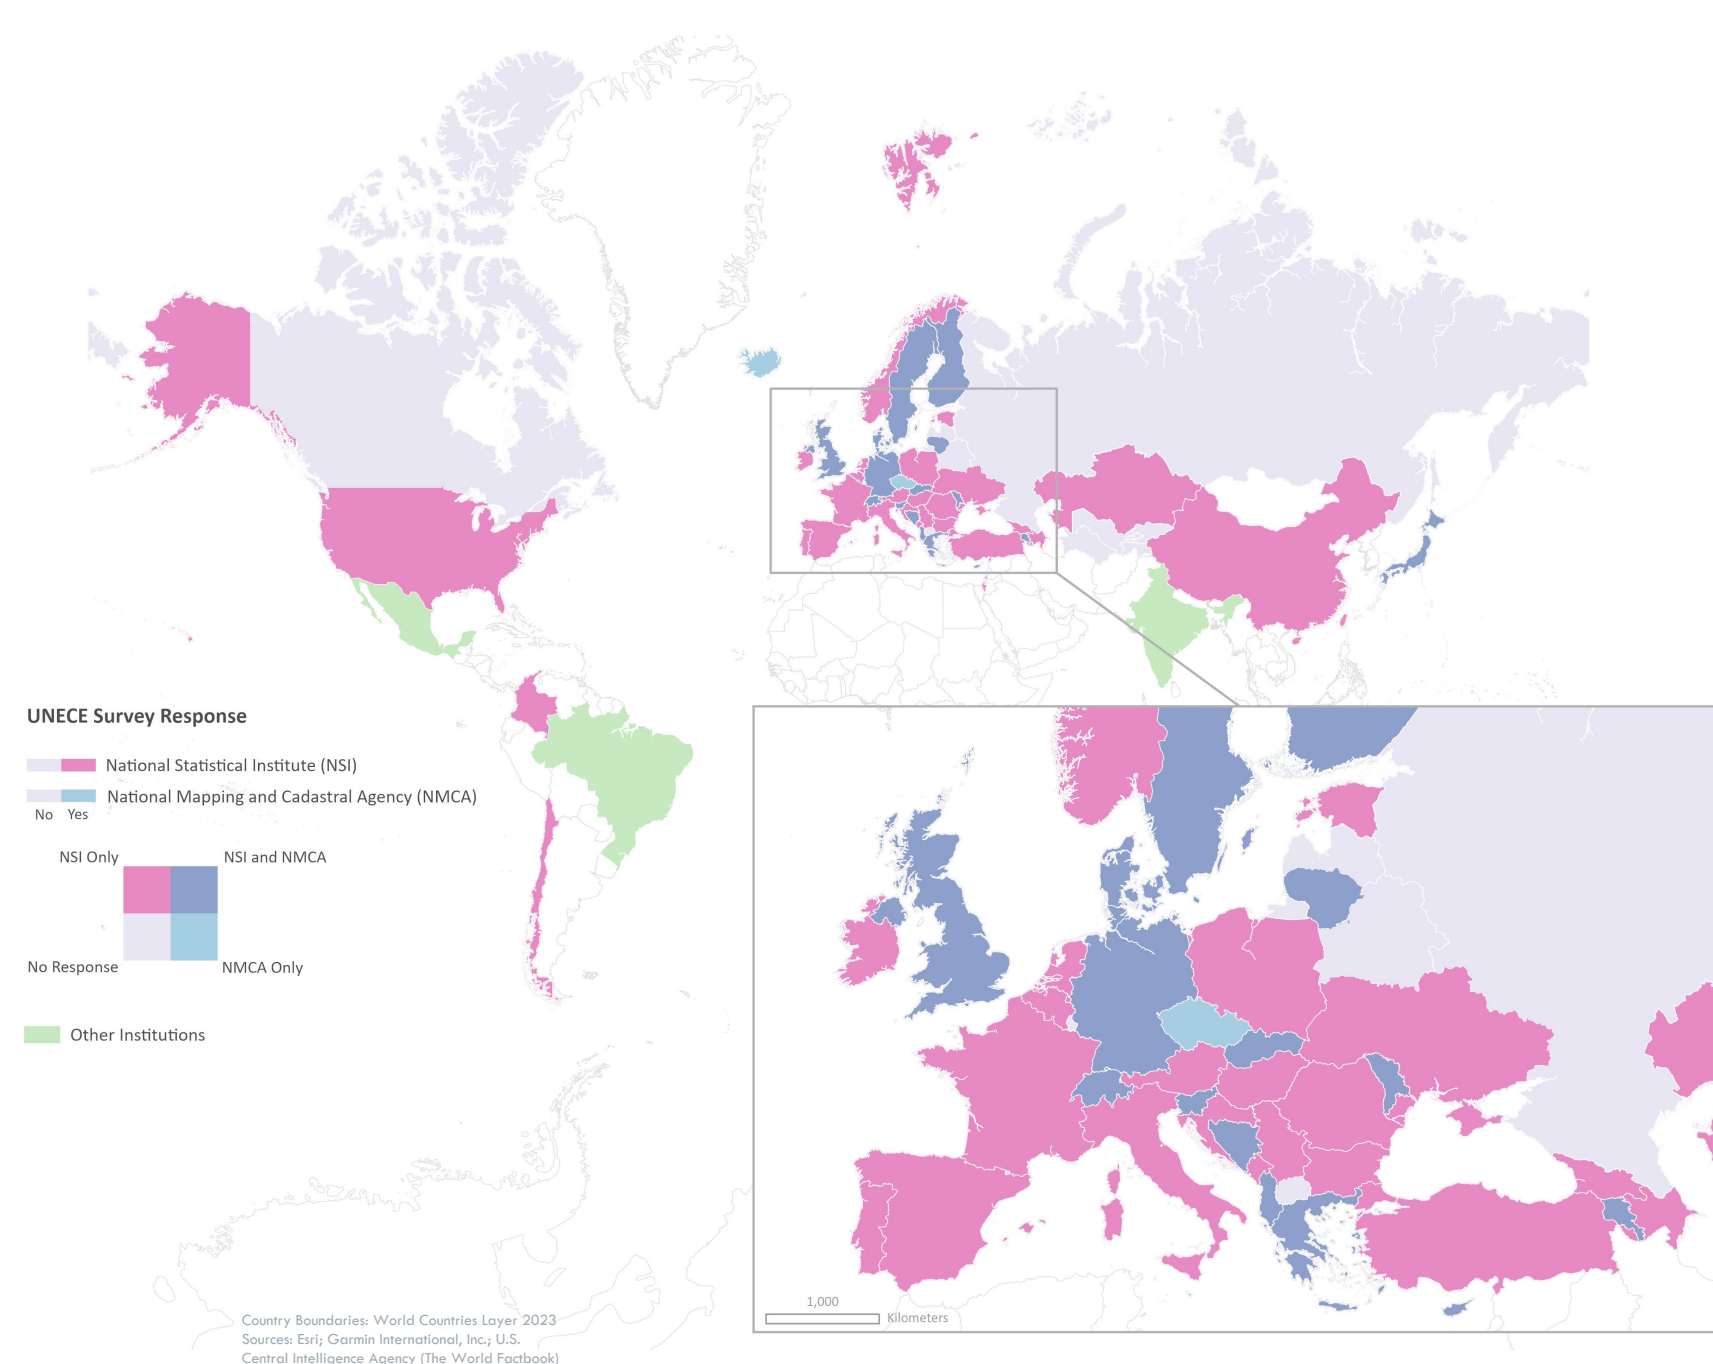 UNECE Survey Response
National Statistical Institute (NSI)
National Mapping and Cadastral Agency (NMCA)
No Yes
NSI Only NSI and NMCA
No Response NMCA Only
Other Institutions
1,000
Kilometers
Country Boundaries: World Countries Layer 2023
Sources: Esri; Garmin International, Inc.; U.S.
Central Intelligence Agency (The World Factbook)